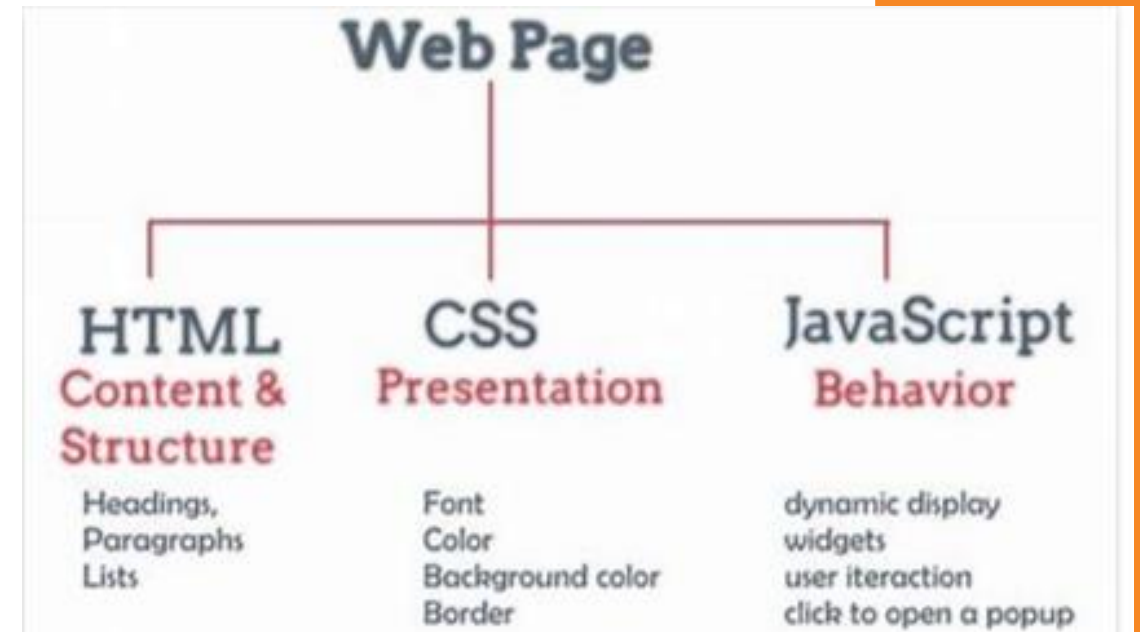 Web Page
HTML
Content &
Structure
Headings,
Paragraphs
Lists
CSS
Presentation
Font
Color
Background color
Border
JavaScript
Behavior
dynamic display
widgets
user iteraction
click to open a popup